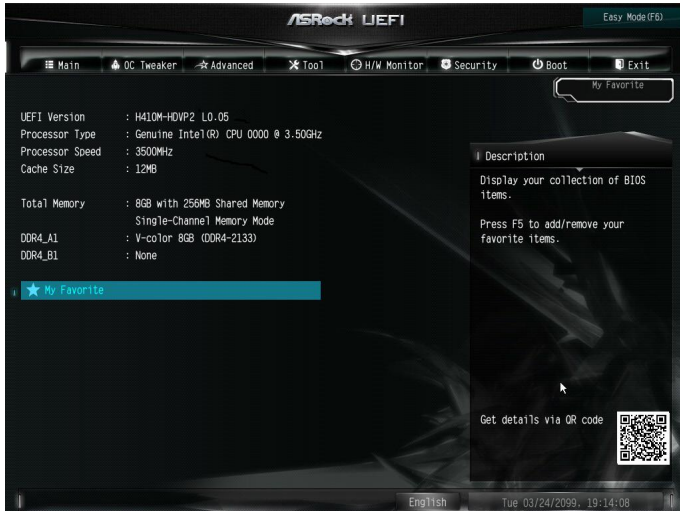 ASRock UEFI
Easy Mode(F6)
Main
OC Tweaker
Advanced
Tool
H/W Monitor
Security
Boot
Exit
My Favorite
UEFI Version : H410M-HDVP2 L0.05
Processor Type : Genuine Intel(R) CPU 0000 @ 3.50GHz
Processor Speed : 3500MHz
Cache Size : 12MB
Total Memory : 8GB with 256MB Shared Memory
Single-Channel Memory Mode
DDR4_A1 : V-color 8GB (DDR4-2133)
DDR4_B1 : None
My Favorite
Description
Display your collection of BIOS
items.
Press F5 to add/remove your
favorite items.
Get details via QR code
English
Tue 03/24/2099, 19:14:08